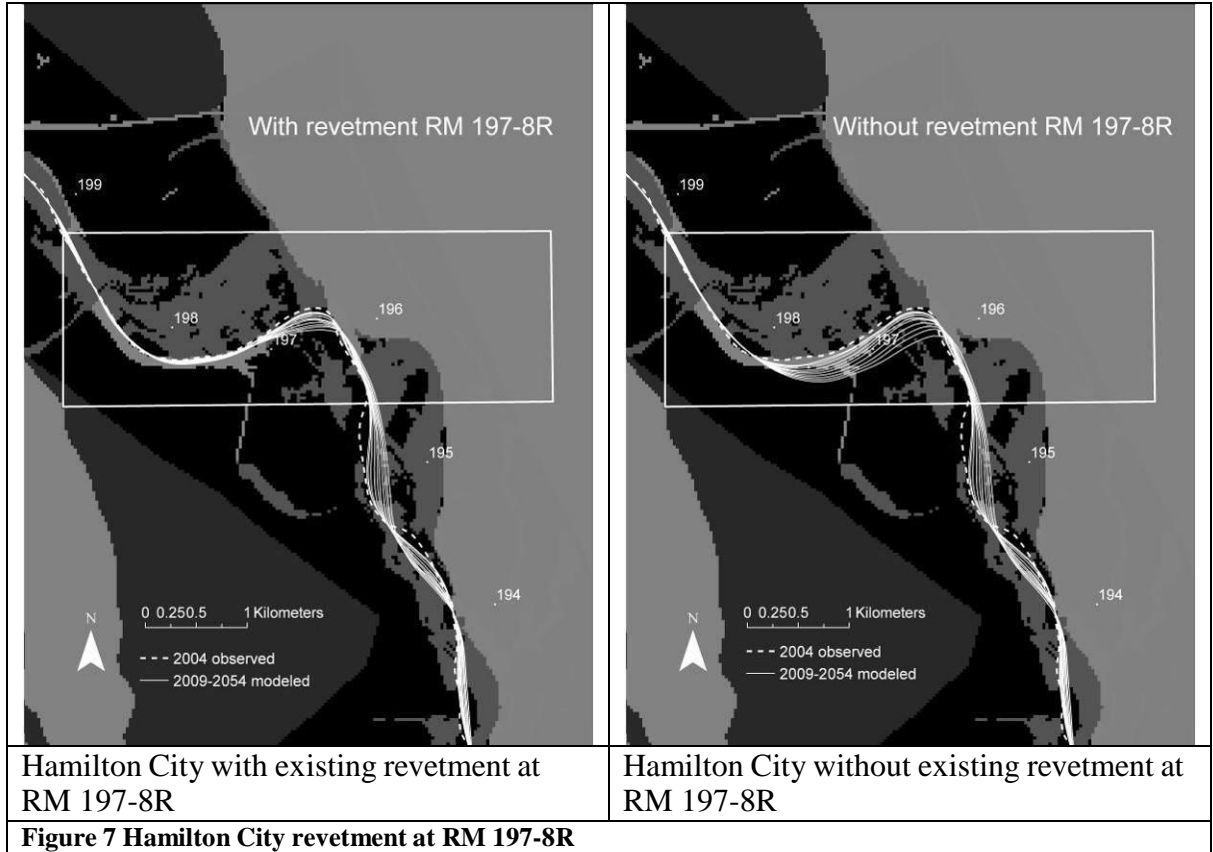 With revetment RM 197-8R
199
198
197
196
195
194
N
0 0.250.5 1 Kilometers
2004 observed
2009-2054 modeled
Without revetment RM 197-8R
199
198
197
196
195
194
N
0 0.250.5 1 Kilometers
2004 observed
2009-2054 modeled
Hamilton City with existing revetment at
RM 197-8R
Hamilton City without existing revetment at
RM 197-8R
Figure 7 Hamilton City revetment at RM 197-8R